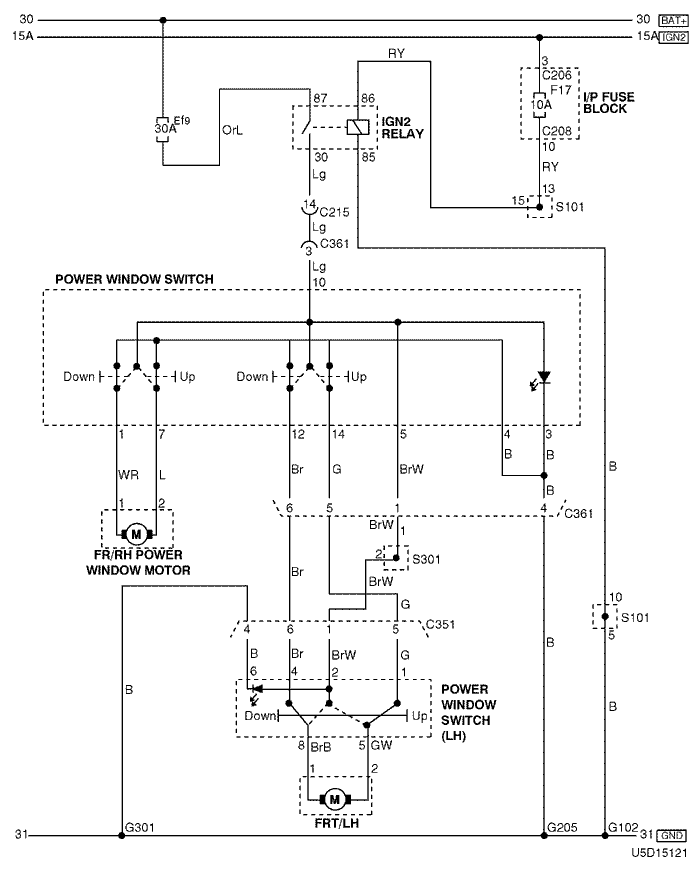 30
30 BAT+
15A
15A IGN2
RY
3
C206
F17
10A
I/P FUSE
BLOCK
C208
10
RY
13
15
S101
Ef9
30A
OrL
87
86
IGN2
RELAY
30
85
Lg
14
C215
Lg
C361
3
Lg
10
POWER WINDOW SWITCH
Down
Up
Down
Up
1
7
12
14
5
4
3
B
B
WR
L
Br
G
BrW
B
B
1
2
6
5
1
4
C361
M
FR/RH POWER
WINDOW MOTOR
BrW
1
2
S301
BrW
Br
G
10
S101
5
4
6
1
5
C351
B
B
Br
BrW
G
B
6
4
2
1
B
B
POWER
WINDOW
SWITCH
(LH)
Down
Up
8
BrB
5
GW
1
2
M
FRT/LH
31
G301
G205
G102
31 GND
U5D15121